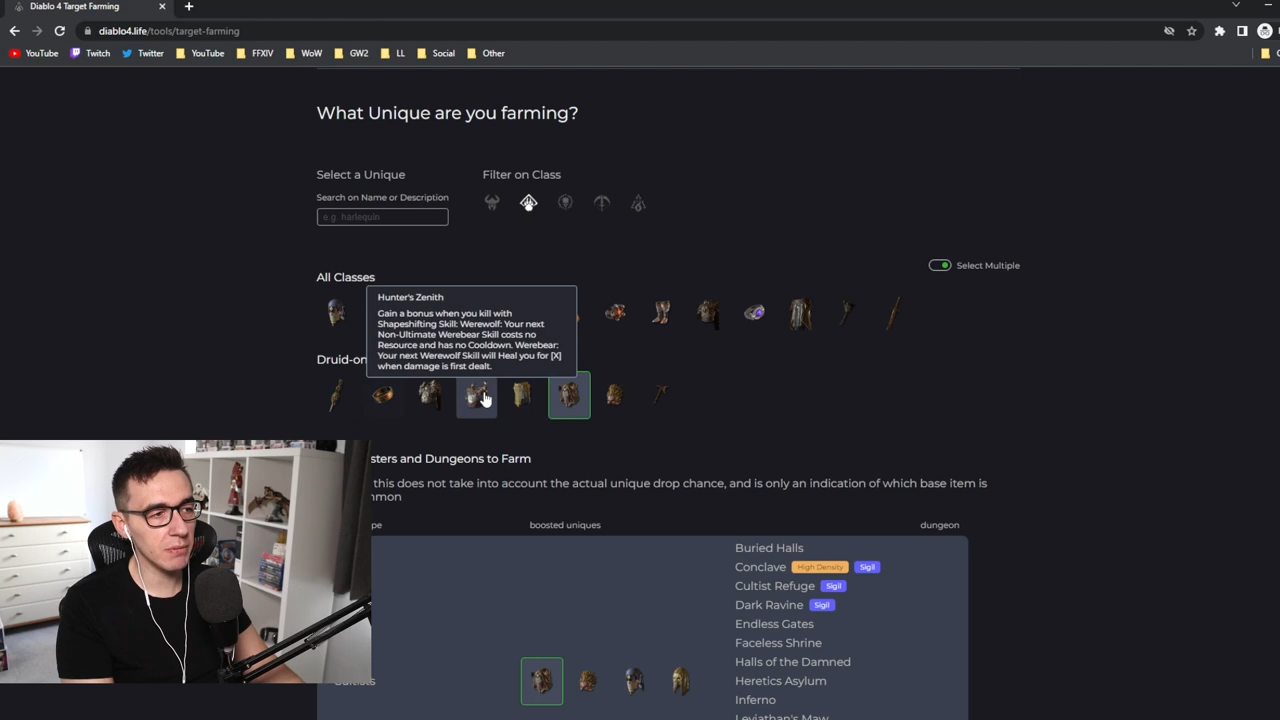 Diablo 4 Target Farming
diablo4.life/tools/target-farming
YouTube Twitch Twitter YouTube FFXIV WoW GW2 LL Social Other
What Unique are you farming?
Select a Unique
Filter on Class
Search on Name or Description
e.g. harlequin
Select Multiple
All Classes
Hunter's Zenith
Gain a bonus when you kill with
Shapeshifting Skill: Werewolf: Your next
Non-Ultimate Werebear Skill costs no
Resource and has no Cooldown. Werebear:
Your next Werewolf Skill will Heal you for [X]
when damage is first dealt.
Druid-on
sters and Dungeons to Farm
this does not take into account the actual unique drop chance, and is only an indication of which base item is
mmon
pe boosted uniques dungeon
Buried Halls
Conclave High Density Sigil
Cultist Refuge Sigil
Dark Ravine Sigil
Endless Gates
Faceless Shrine
Halls of the Damned
Cultists
Heretics Asylum
Inferno
Leviathan's Maw